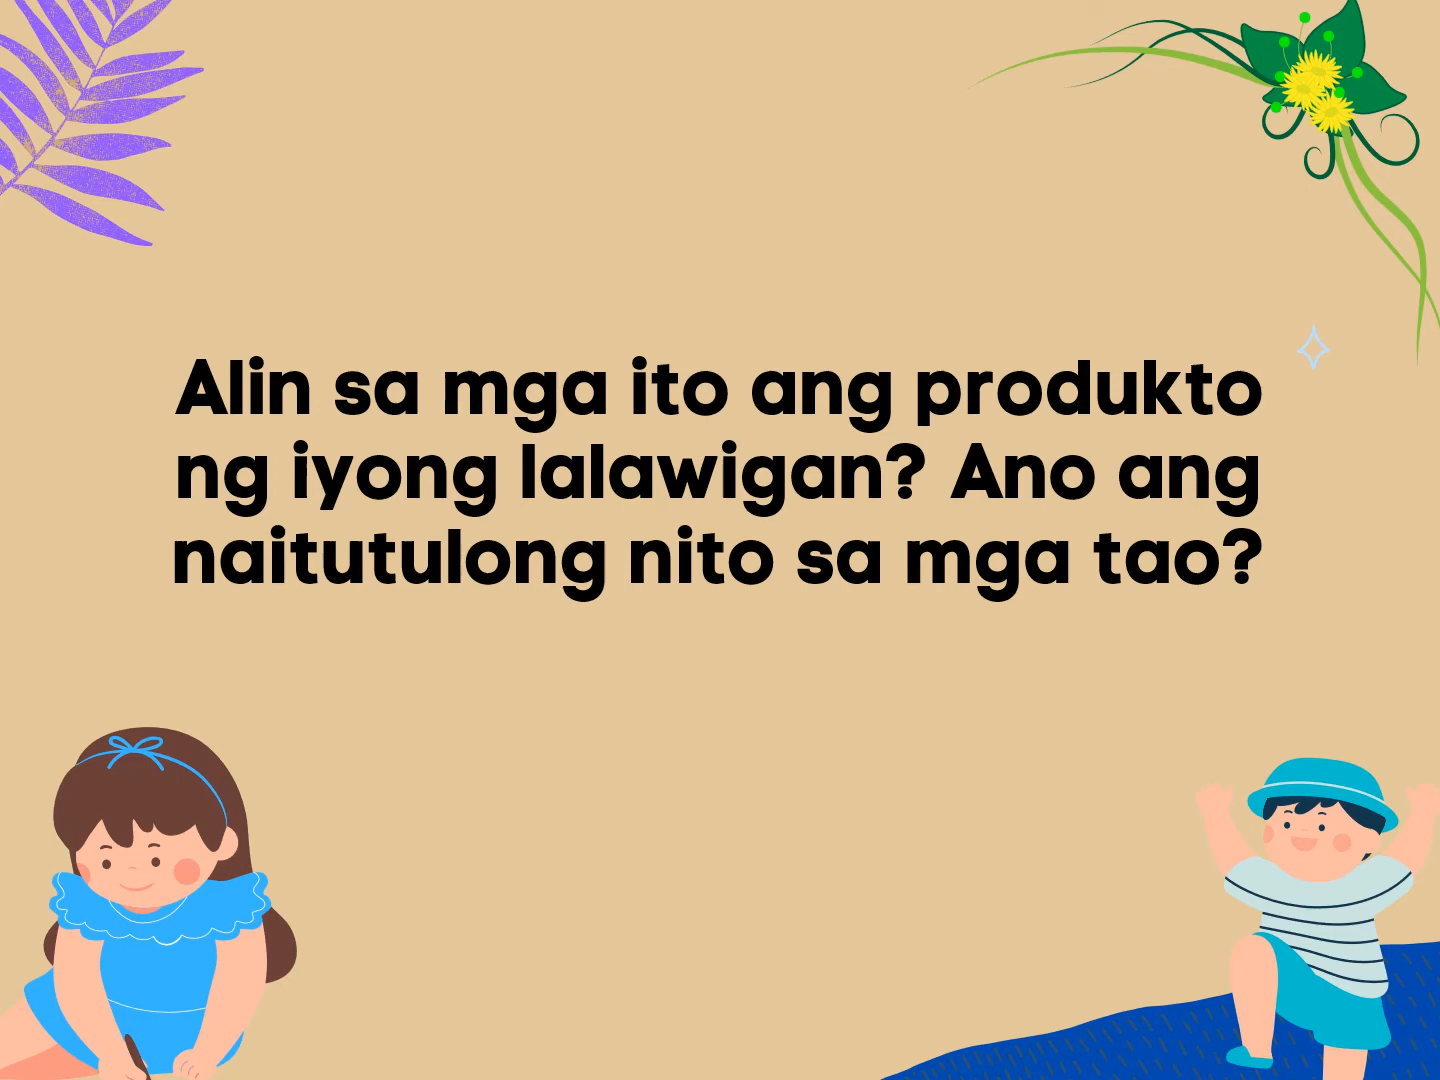 Alin sa mga ito ang produkto
ng iyong lalawigan? Ano ang
naitutulong nito sa mga tao?